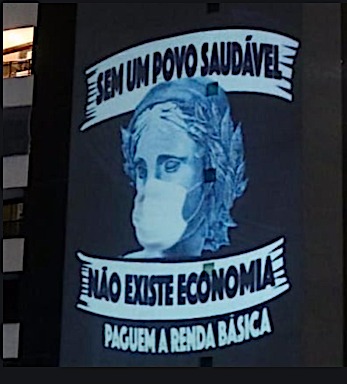 SEM UM POVO SAUDÁVEL
NÃO EXISTE ECONOMIA
PAGUEM A RENDA BÁSICA